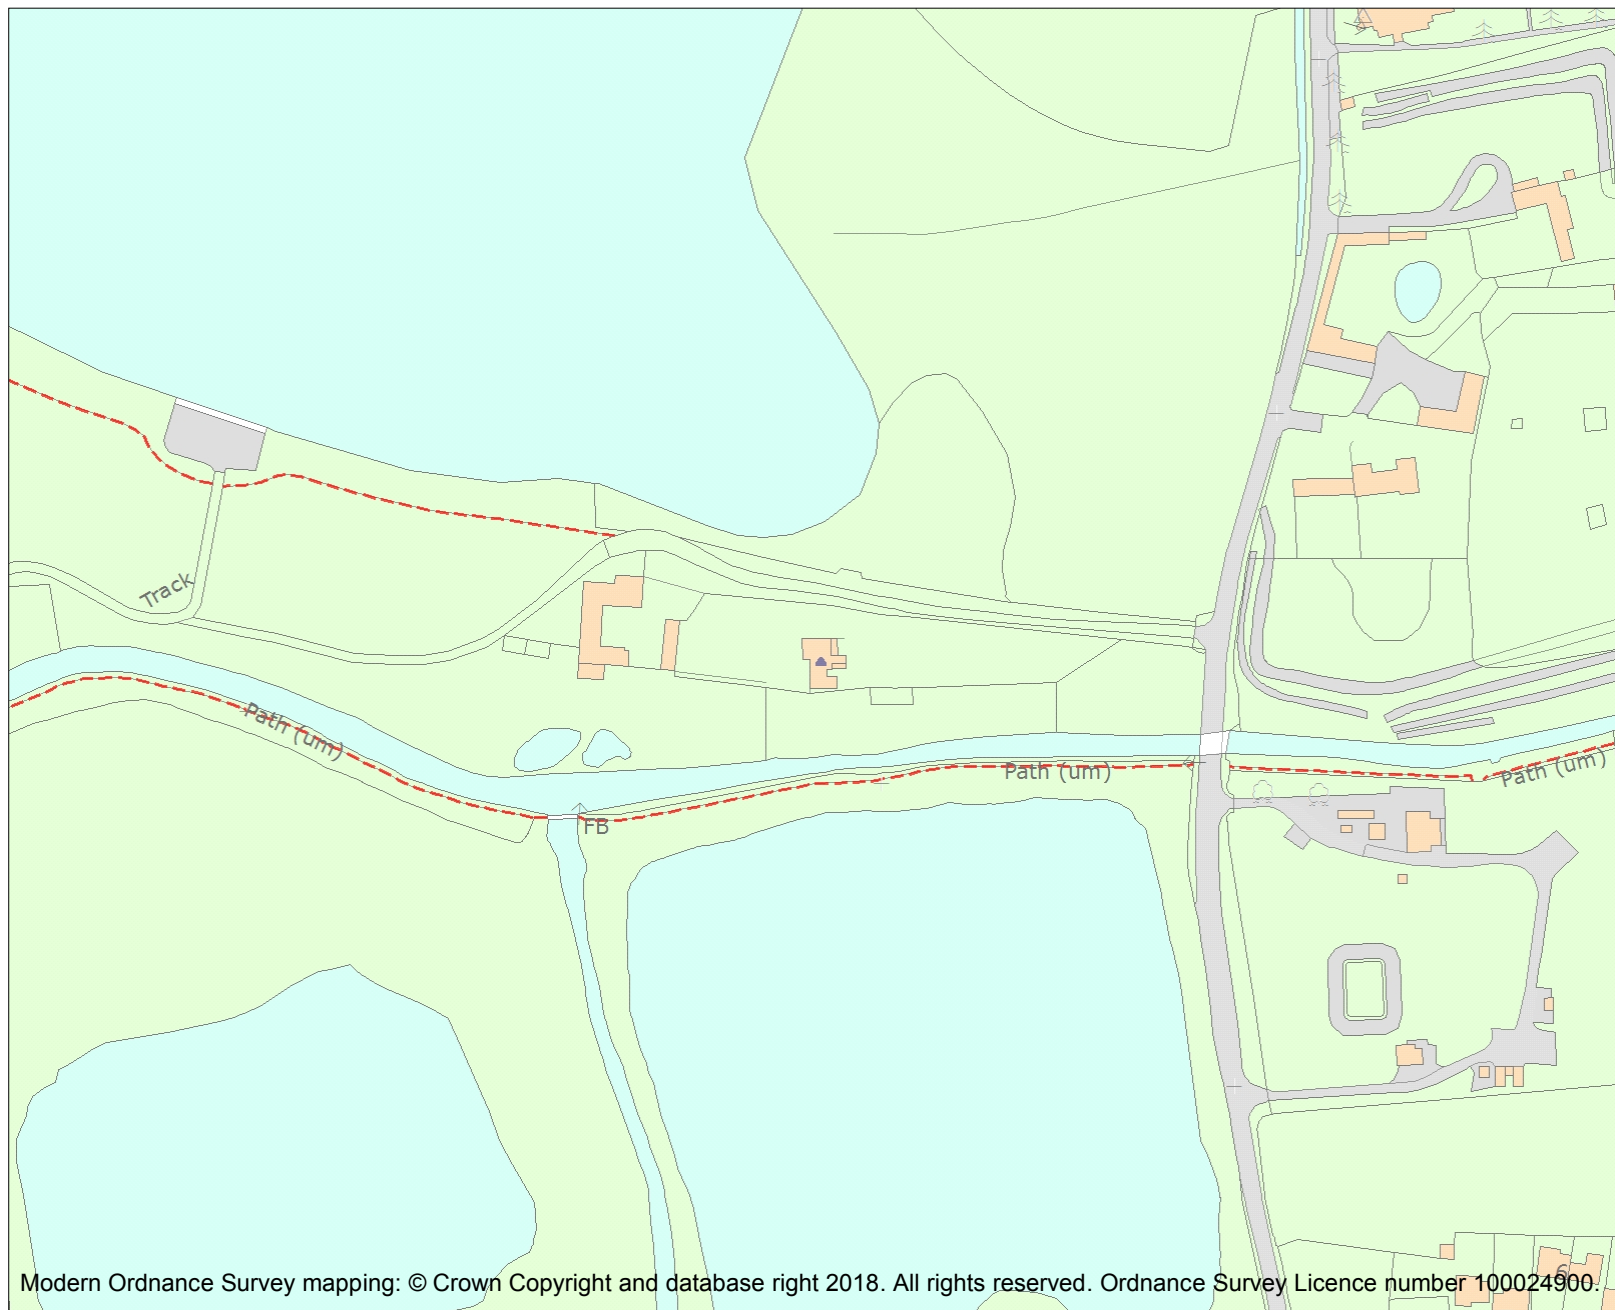 Track
Path (um)
Path (um)
Path (um)
FB
6
Modern Ordnance Survey mapping: © Crown Copyright and database right 2018. All rights reserved. Ordnance Survey Licence number 100024900.